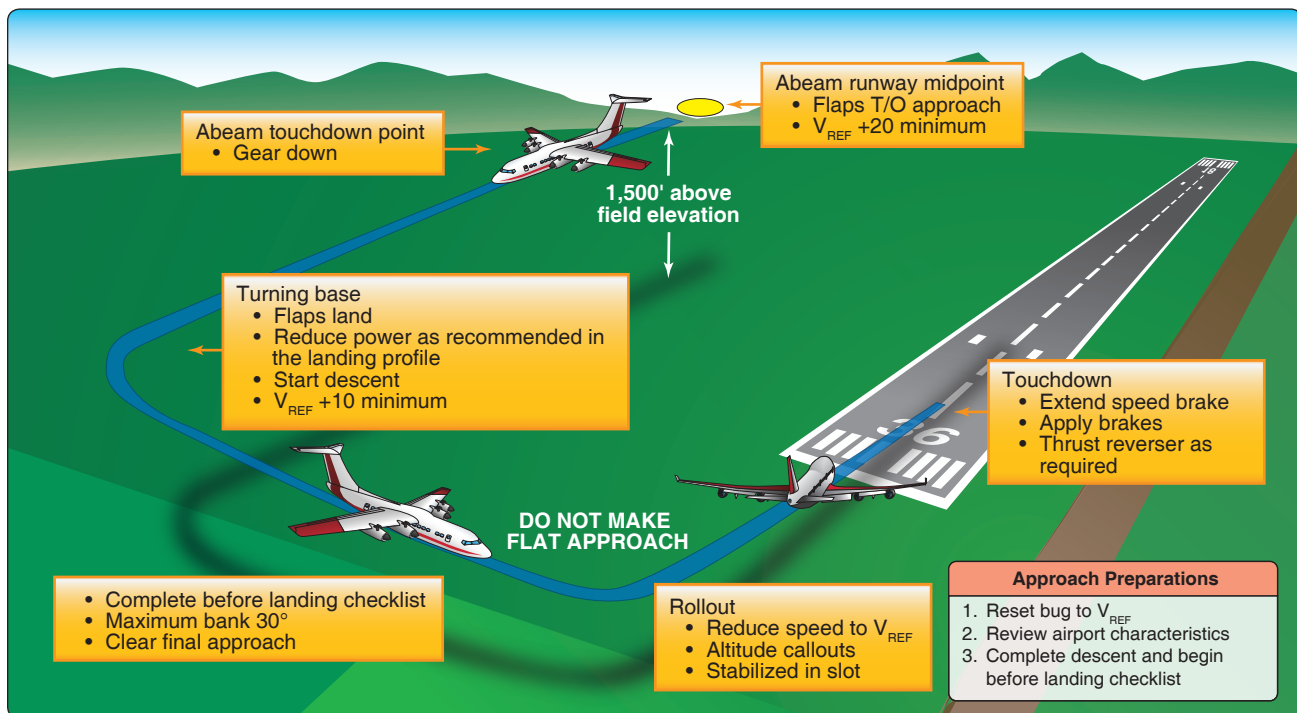 Abeam runway midpoint
• Flaps T/O approach
• VREF +20 minimum
Abeam touchdown point
• Gear down
1,500' above
field elevation
18
Turning base
• Flaps land
• Reduce power as recommended in
the landing profile
• Start descent
• VREF +10 minimum
Touchdown
• Extend speed brake
• Apply brakes
• Thrust reverser as
required
36
DO NOT MAKE
FLAT APPROACH
• Complete before landing checklist
• Maximum bank 30°
• Clear final approach
Rollout
• Reduce speed to VREF
• Altitude callouts
• Stabilized in slot
Approach Preparations
1. Reset bug to VREF
2. Review airport characteristics
3. Complete descent and begin
before landing checklist